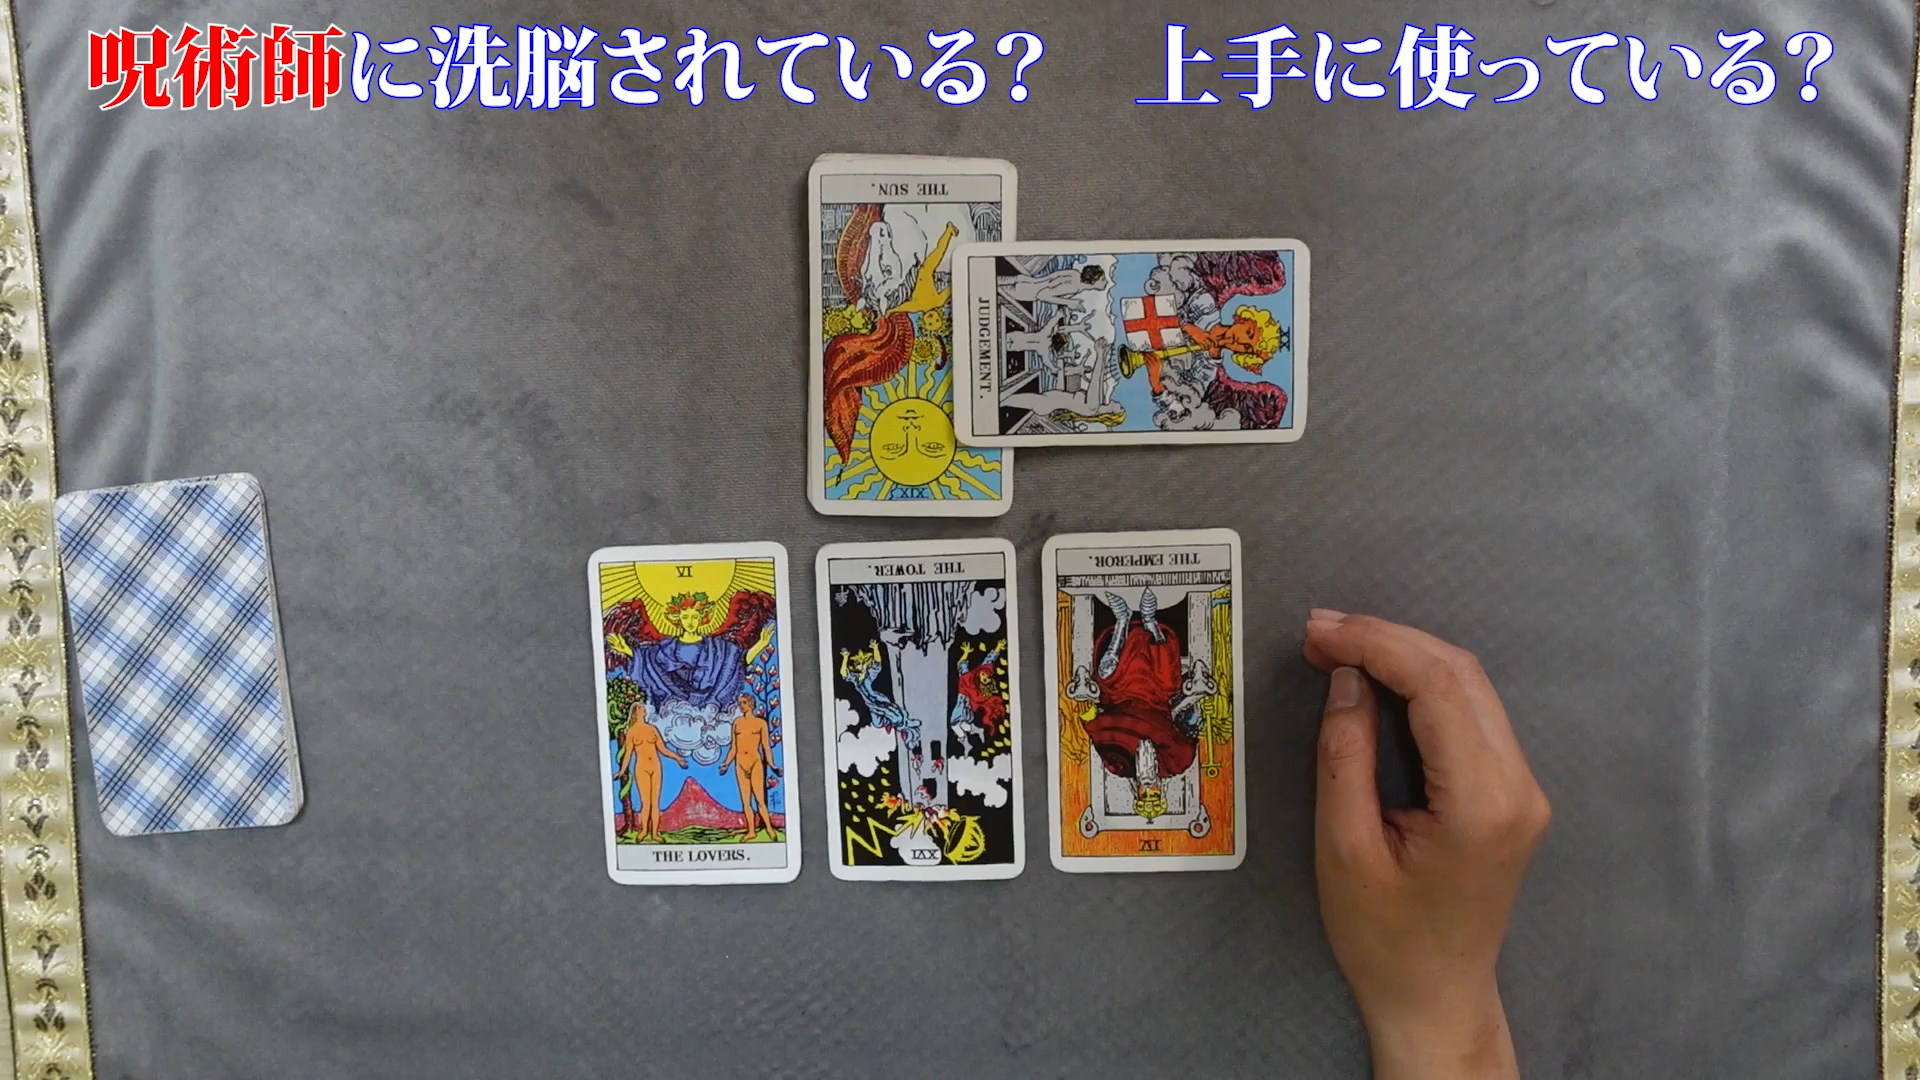 呪術師に洗脳されている？ 上手に使っている？
THE SUN.
XIX
JUDGEMENT.
XX
VI
THE LOVERS.
THE TOWER.
XVI
THE EMPEROR.
IV